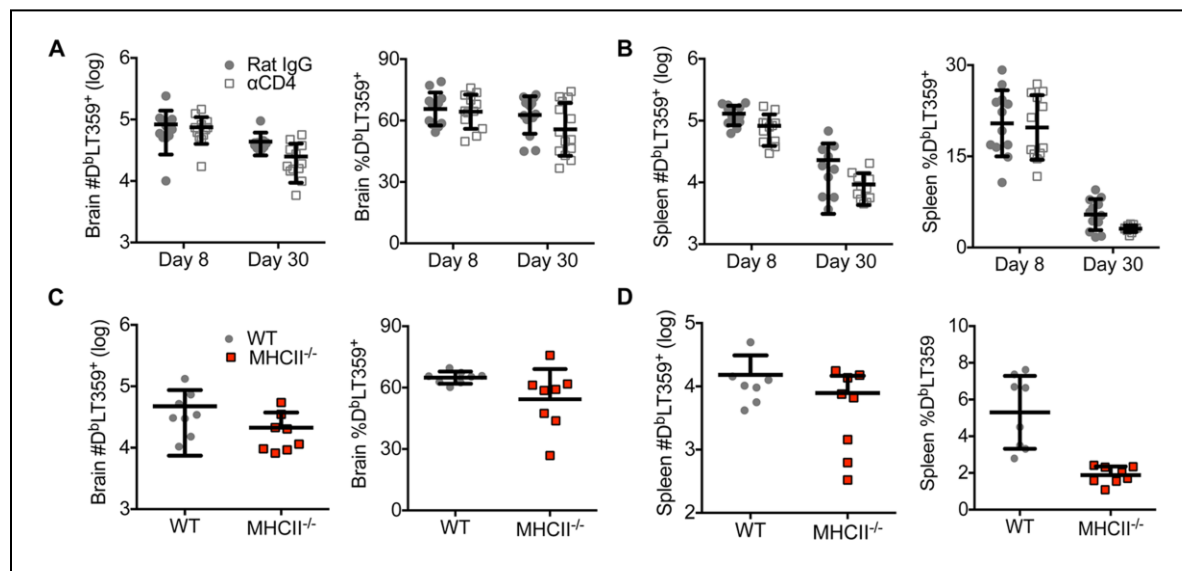 A
Rat IgG
αCD4
Brain #DᵇLT359⁺ (log)
6
5
4
3
Day 8 Day 30
Brain %DᵇLT359⁺
90
60
30
0
Day 8 Day 30
B
Spleen #DᵇLT359⁺ (log)
6
5
4
3
Day 8 Day 30
Spleen %DᵇLT359⁺
30
15
0
Day 8 Day 30
C
WT
MHCII⁻/⁻
Brain #DᵇLT359⁺ (log)
6
5
4
3
WT MHCII⁻/⁻
Brain %DᵇLT359⁺
90
60
30
0
WT MHCII⁻/⁻
D
Spleen #DᵇLT359⁺ (log)
5
4
3
2
WT MHCII⁻/⁻
Spleen %DᵇLT359
10
8
6
4
2
0
WT MHCII⁻/⁻